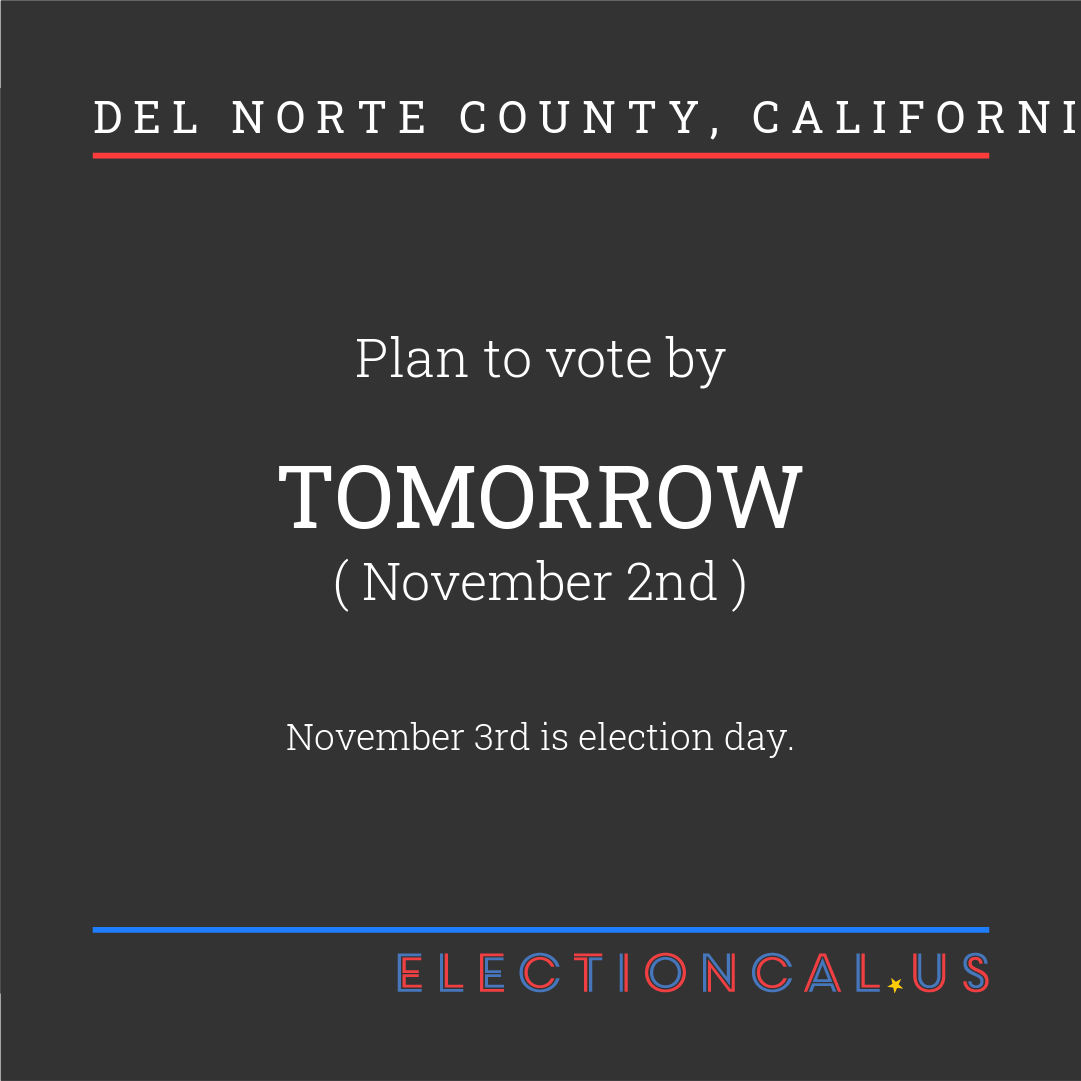 DEL NORTE COUNTY, CALIFORNI
Plan to vote by
TOMORROW
( November 2nd )
November 3rd is election day.
ELECTIONCAL.US